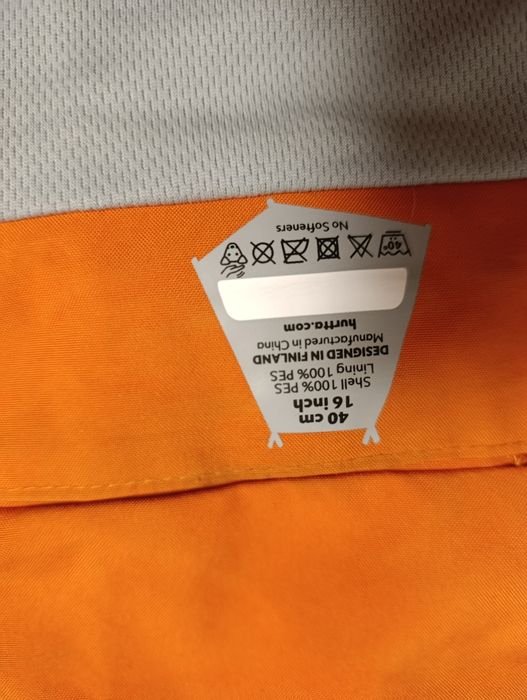 40 cm
16 inch
Shell 100% PES
Lining 100% PES
DESIGNED IN FINLAND
Manufactured in China
hurtta.com
40°
No Softeners